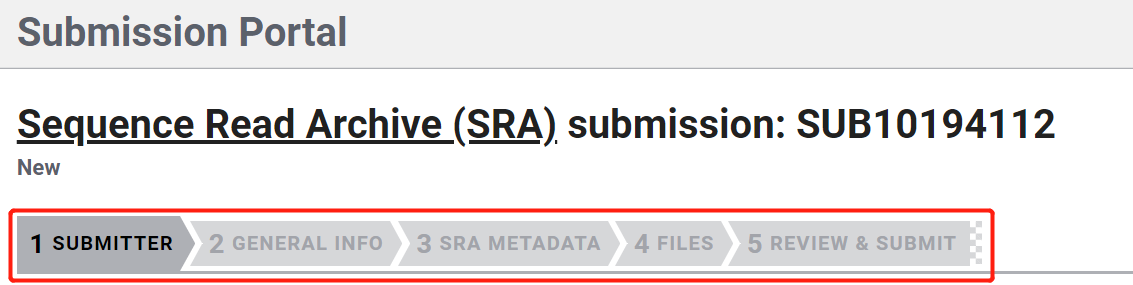 Submission Portal
Sequence Read Archive (SRA) submission: SUB10194112
New
1 SUBMITTER 2 GENERAL INFO 3 SRA METADATA 4 FILES 5 REVIEW & SUBMIT